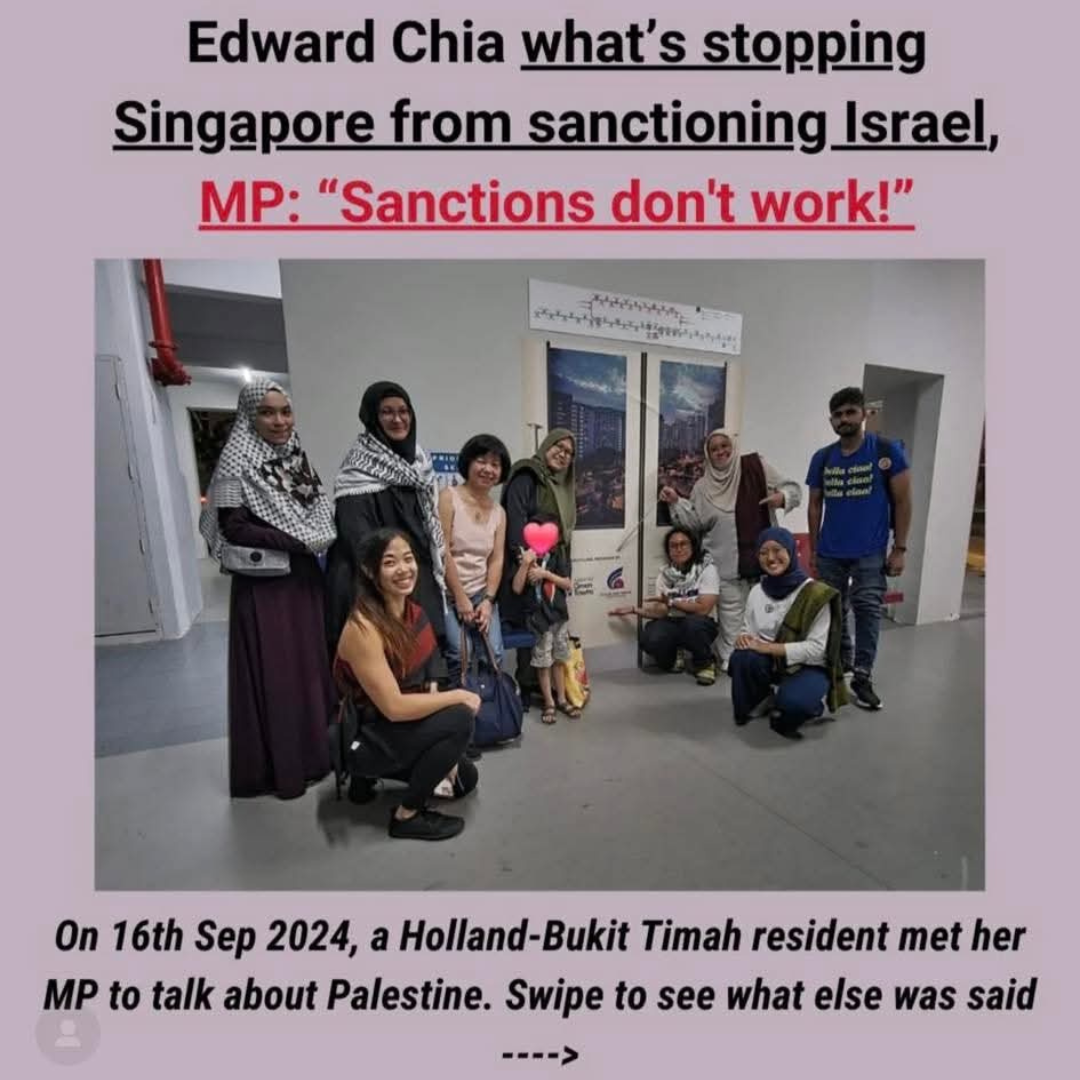 Edward Chia what's stopping
Singapore from sanctioning Israel,
MP: “Sanctions don't work!”
bella ciao!
bella ciao!
bella ciao!
On 16th Sep 2024, a Holland-Bukit Timah resident met her
MP to talk about Palestine. Swipe to see what else was said
---->